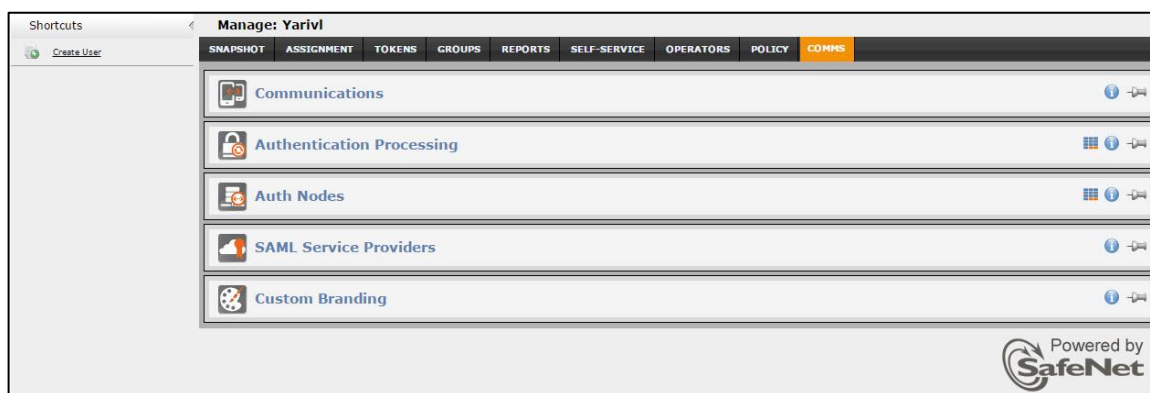 Shortcuts
Create User
Manage: Yarivl
SNAPSHOT ASSIGNMENT TOKENS GROUPS REPORTS SELF-SERVICE OPERATORS POLICY COMMS
Communications
Authentication Processing
Auth Nodes
SAML Service Providers
Custom Branding
Powered by
SafeNet